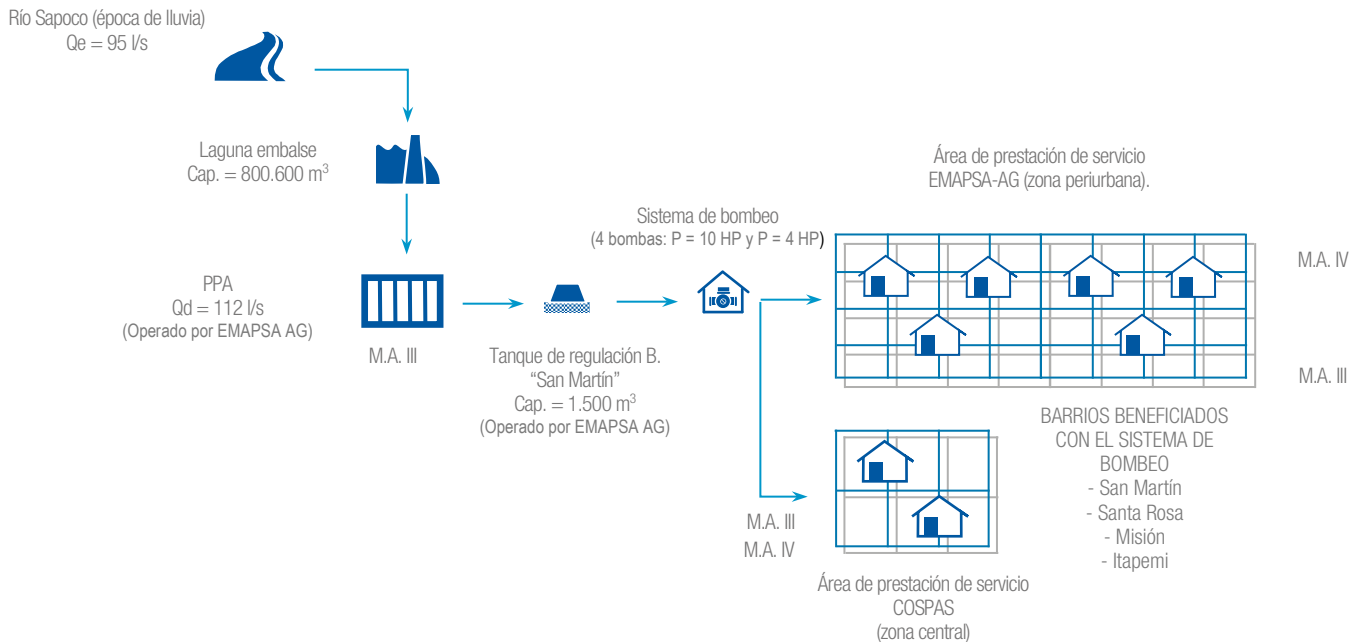 Río Sapoco (época de lluvia)
Qe = 95 l/s
Laguna embalse
Cap. = 800.600 m³
Área de prestación de servicio
EMAPSA-AG (zona periurbana).
Sistema de bombeo
(4 bombas: P = 10 HP y P = 4 HP)
M.A. IV
PPA
Qd = 112 l/s
(Operado por EMAPSA AG)
M.A. III
Tanque de regulación B.
“San Martín”
Cap. = 1.500 m³
(Operado por EMAPSA AG)
M.A. III
BARRIOS BENEFICIADOS
CON EL SISTEMA DE
BOMBEO
- San Martín
- Santa Rosa
- Misión
- Itapemi
M.A. III
M.A. IV
Área de prestación de servicio
COSPAS
(zona central)